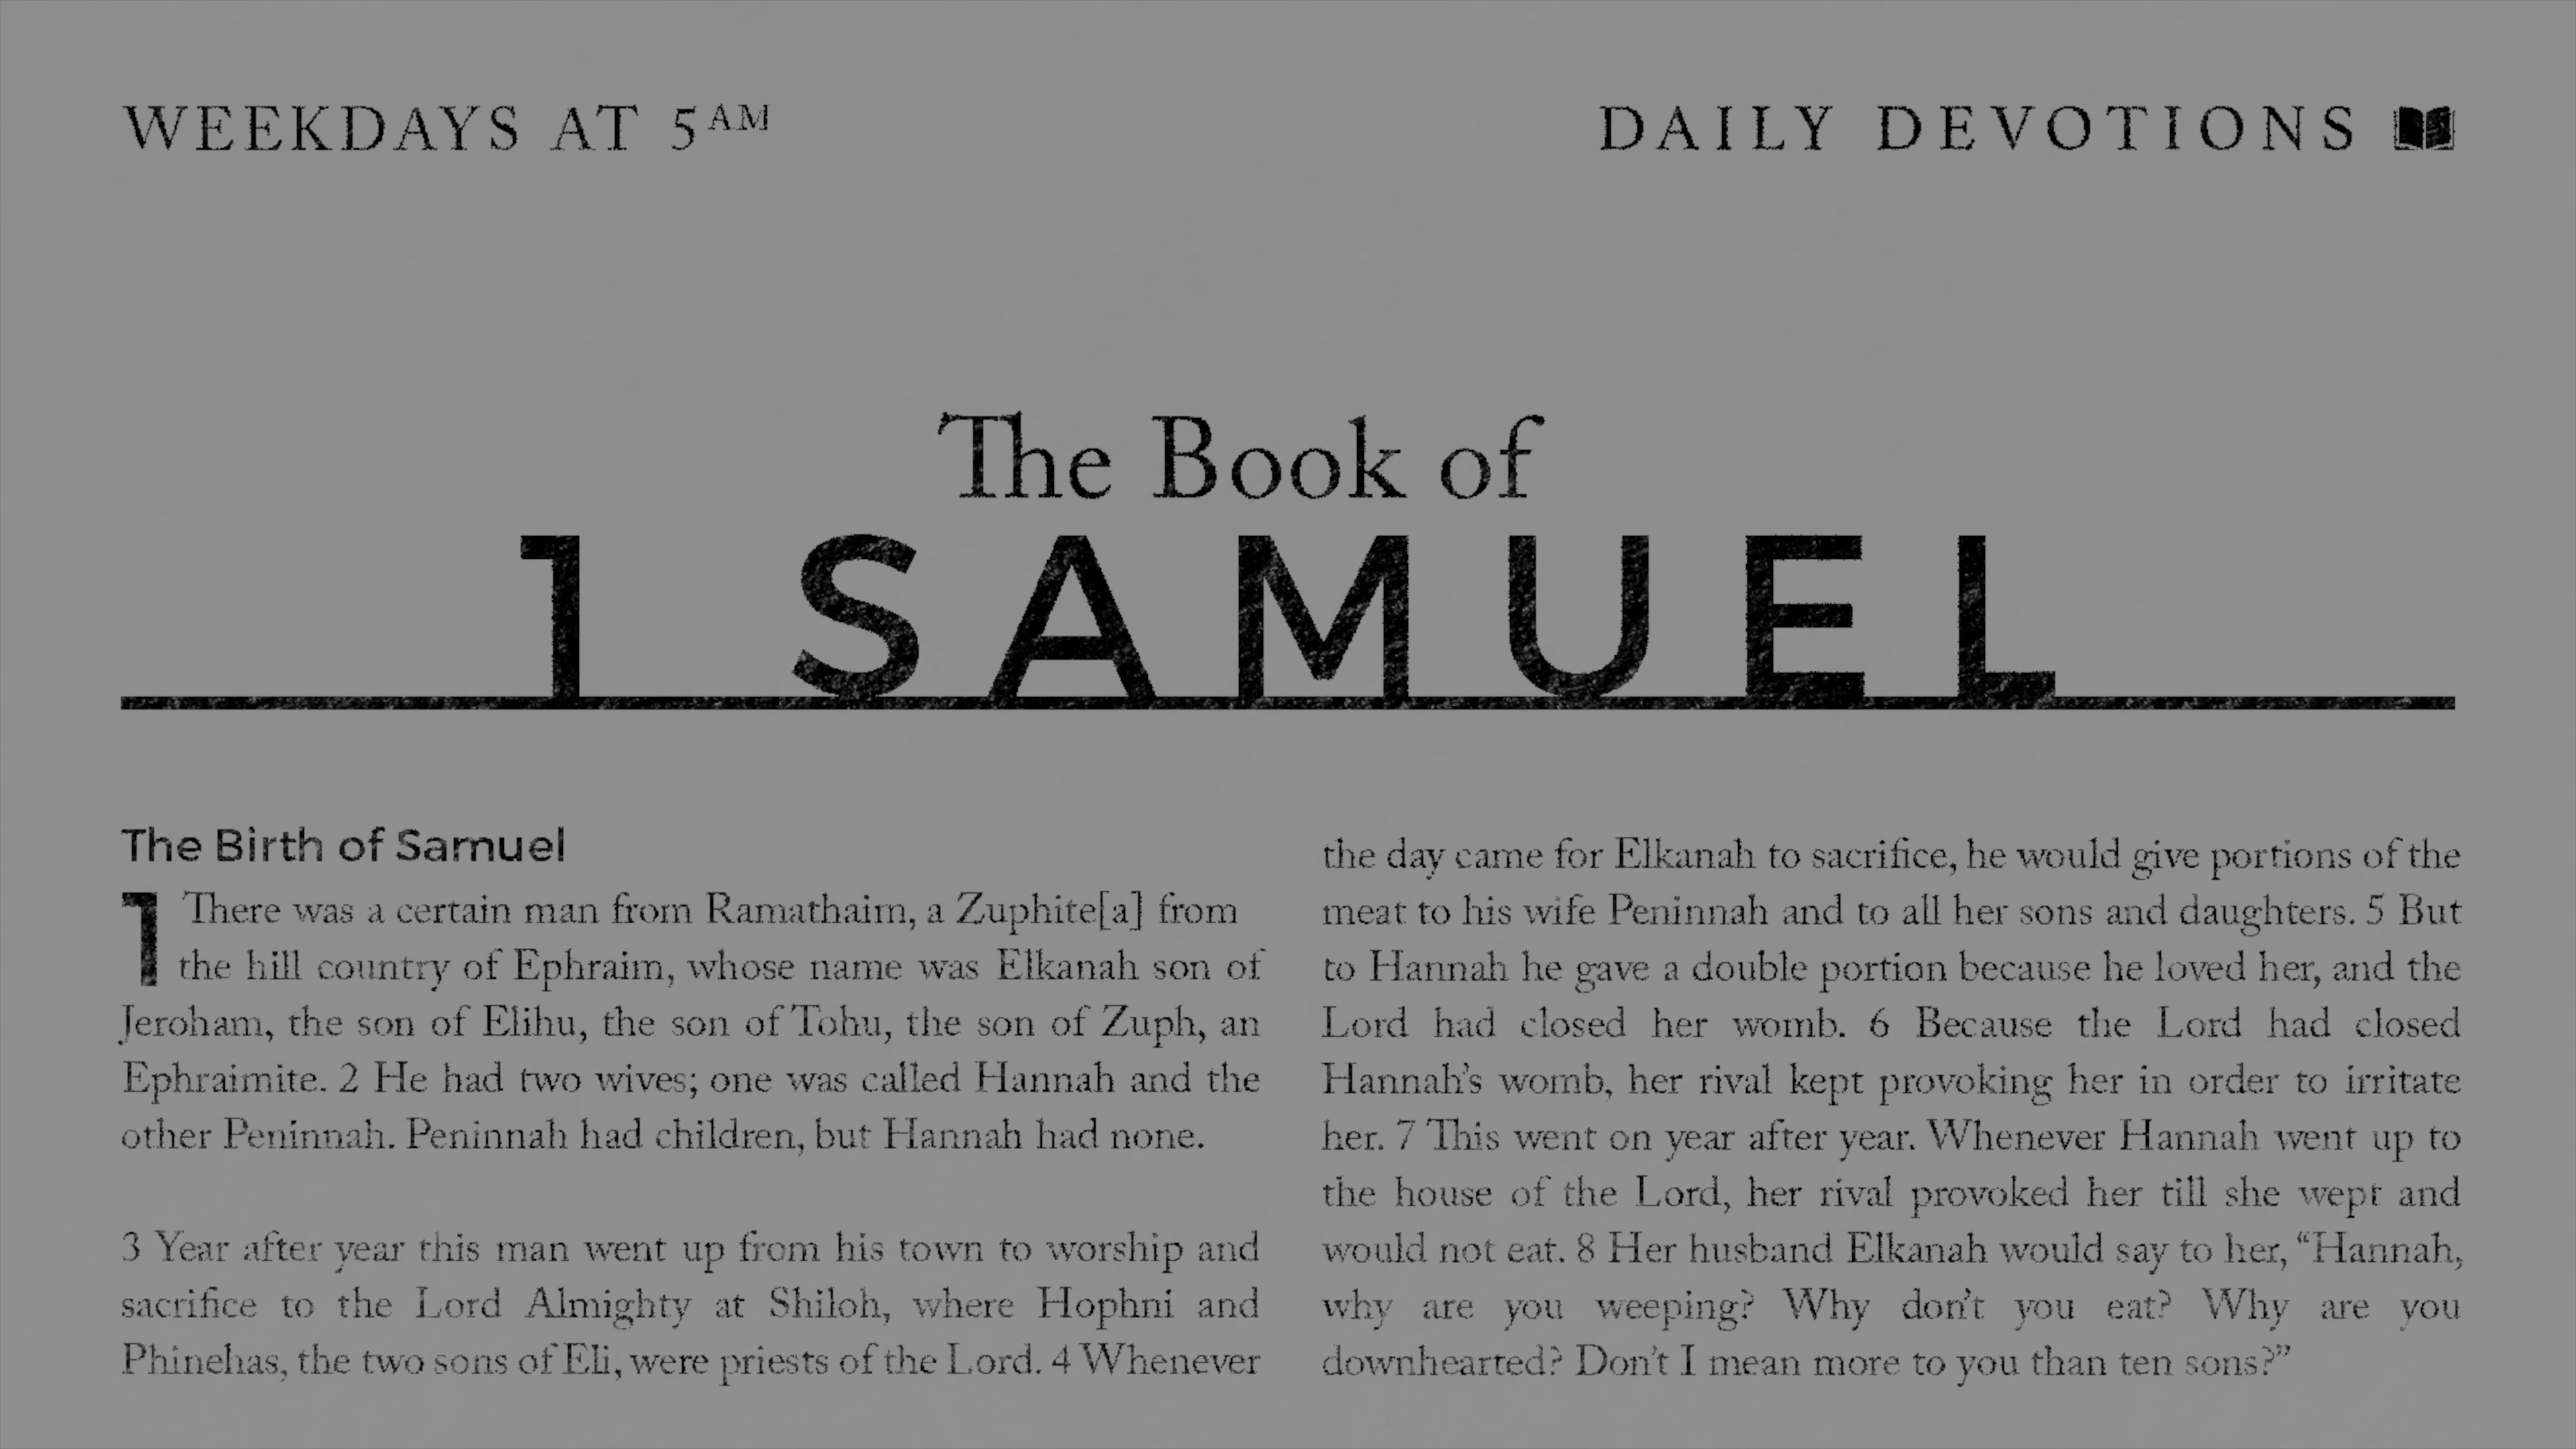 WEEKDAYS AT 5AM
DAILY DEVOTIONS
The Book of
1 SAMUEL
The Birth of Samuel
1 There was a certain man from Ramathaim, a Zuphite[a] from
the hill country of Ephraim, whose name was Elkanah son of
Jeroham, the son of Elihu, the son of Tohu, the son of Zuph, an
Ephraimite. 2 He had two wives; one was called Hannah and the
other Peninnah. Peninnah had children, but Hannah had none.
3 Year after year this man went up from his town to worship and
sacrifice to the Lord Almighty at Shiloh, where Hophni and
Phinehas, the two sons of Eli, were priests of the Lord. 4 Whenever
the day came for Elkanah to sacrifice, he would give portions of the
meat to his wife Peninnah and to all her sons and daughters. 5 But
to Hannah he gave a double portion because he loved her, and the
Lord had closed her womb. 6 Because the Lord had closed
Hannah’s womb, her rival kept provoking her in order to irritate
her. 7 This went on year after year. Whenever Hannah went up to
the house of the Lord, her rival provoked her till she wept and
would not eat. 8 Her husband Elkanah would say to her, “Hannah,
why are you weeping? Why don’t you eat? Why are you
downhearted? Don’t I mean more to you than ten sons?”